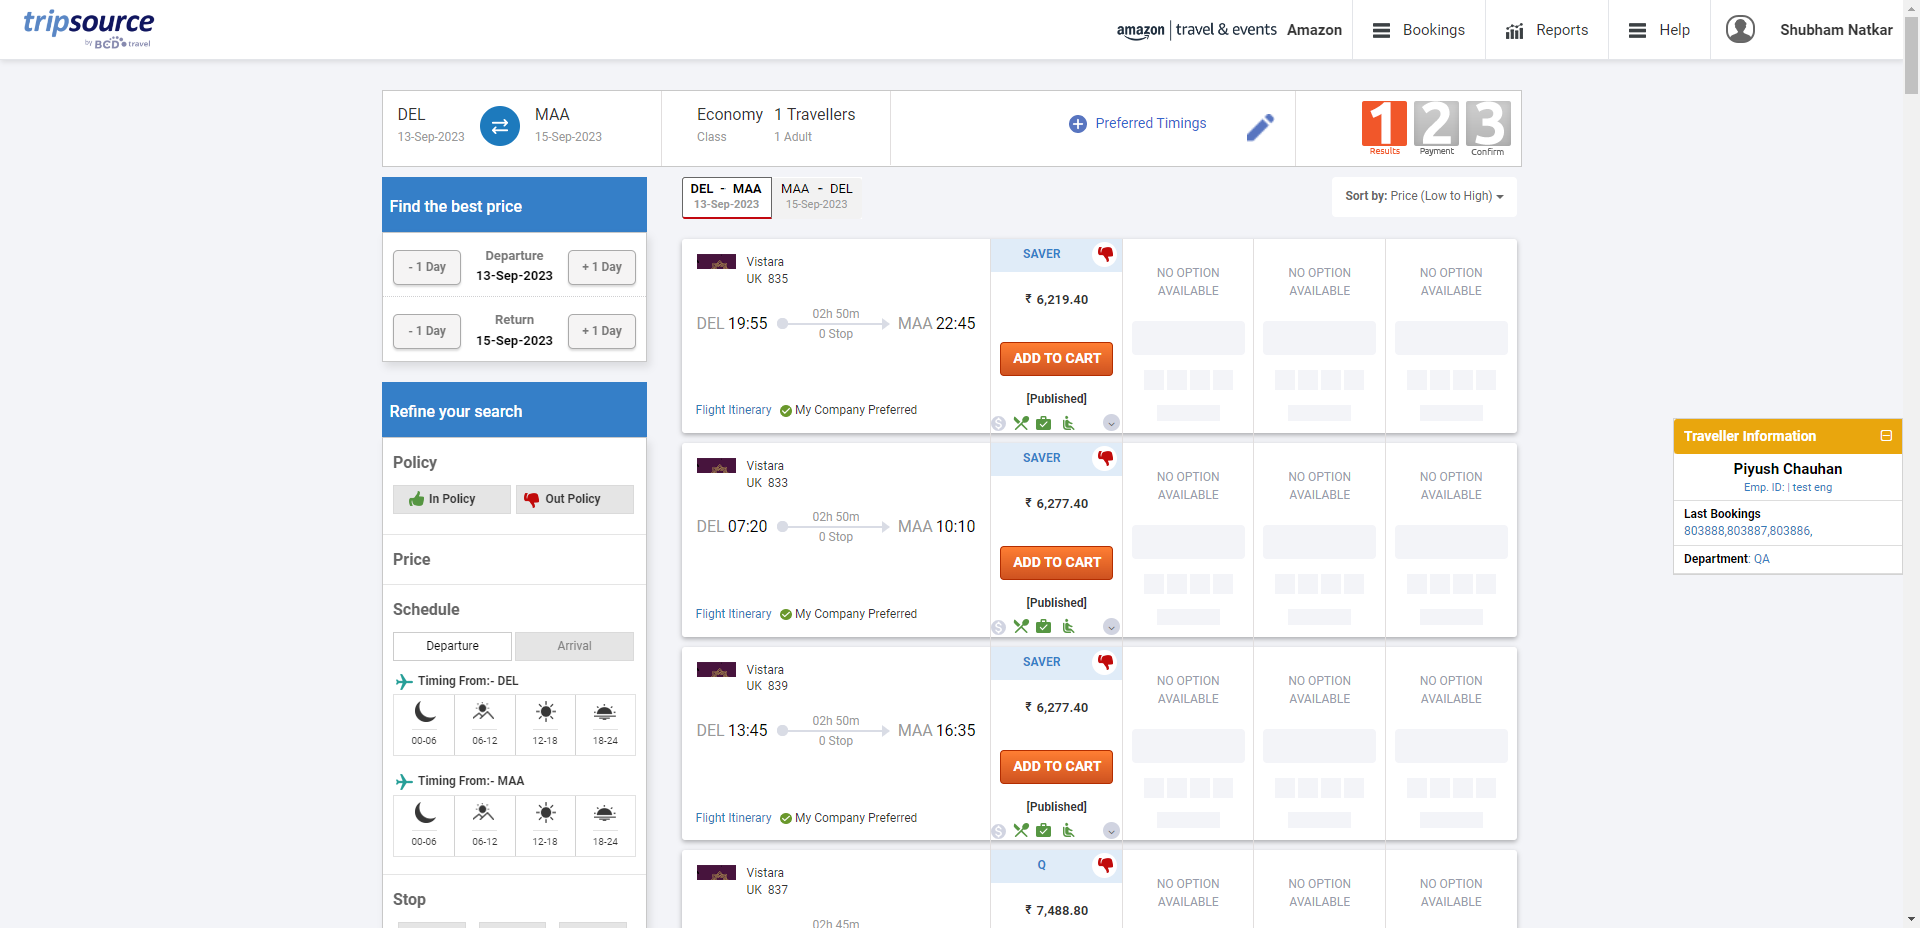 tripsource
by BCD travel
amazon | travel & events Amazon
Bookings
Reports
Help
Shubham Natkar
DEL
13-Sep-2023
MAA
15-Sep-2023
Economy
Class
1 Travellers
1 Adult
Preferred Timings
1 2 3
Results Payment Confirm
Find the best price
- 1 Day
Departure
13-Sep-2023
+ 1 Day
- 1 Day
Return
15-Sep-2023
+ 1 Day
Refine your search
Policy
In Policy
Out Policy
Price
Schedule
Departure
Arrival
Timing From:- DEL
00-06 06-12 12-18 18-24
Timing From:- MAA
00-06 06-12 12-18 18-24
Stop
DEL - MAA
13-Sep-2023
MAA - DEL
15-Sep-2023
Sort by: Price (Low to High)
Vistara
UK 835
DEL 19:55
02h 50m
0 Stop
MAA 22:45
Flight Itinerary
My Company Preferred
SAVER
₹ 6,219.40
ADD TO CART
[Published]
NO OPTION
AVAILABLE
NO OPTION
AVAILABLE
NO OPTION
AVAILABLE
Vistara
UK 833
DEL 07:20
02h 50m
0 Stop
MAA 10:10
Flight Itinerary
My Company Preferred
SAVER
₹ 6,277.40
ADD TO CART
[Published]
NO OPTION
AVAILABLE
NO OPTION
AVAILABLE
NO OPTION
AVAILABLE
Vistara
UK 839
DEL 13:45
02h 50m
0 Stop
MAA 16:35
Flight Itinerary
My Company Preferred
SAVER
₹ 6,277.40
ADD TO CART
[Published]
NO OPTION
AVAILABLE
NO OPTION
AVAILABLE
NO OPTION
AVAILABLE
Vistara
UK 837
02h 45m
Q
₹ 7,488.80
NO OPTION
AVAILABLE
NO OPTION
AVAILABLE
NO OPTION
AVAILABLE
Traveller Information
Piyush Chauhan
Emp. ID: | test eng
Last Bookings
803888,803887,803886,
Department: QA